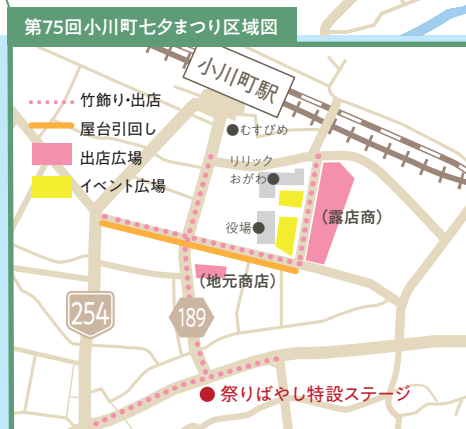 第75回小川町七夕まつり区域図
小川町駅
竹飾り・出店
屋台引回し
出店広場
イベント広場
むすびめ
リリック
おがわ
役場
(露店商)
(地元商店)
254
189
祭りばやし特設ステージ